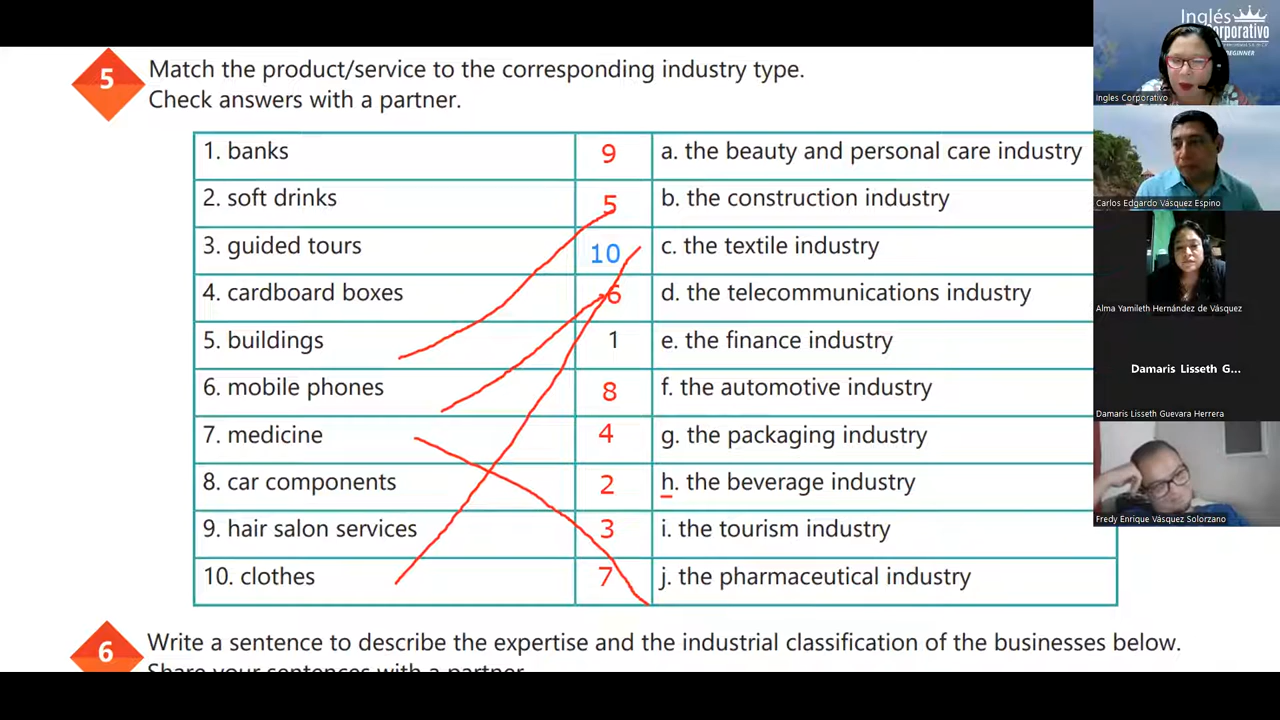 5
Match the product/service to the corresponding industry type.
Check answers with a partner.
1. banks 9 a. the beauty and personal care industry
2. soft drinks 5 b. the construction industry
3. guided tours 10 c. the textile industry
4. cardboard boxes 6 d. the telecommunications industry
5. buildings 1 e. the finance industry
6. mobile phones 8 f. the automotive industry
7. medicine 4 g. the packaging industry
8. car components 2 h. the beverage industry
9. hair salon services 3 i. the tourism industry
10. clothes 7 j. the pharmaceutical industry
6
Write a sentence to describe the expertise and the industrial classification of the businesses below.
Share your sentences with a partner
Inglés
Corporativo
BEGINNER
Ingles Corporativo
Carlos Edgardo Vásquez Espino
Alma Yamileth Hernández de Vásquez
Damaris Lisseth G...
Damaris Lisseth Guevara Herrera
Fredy Enrique Vásquez Solorzano